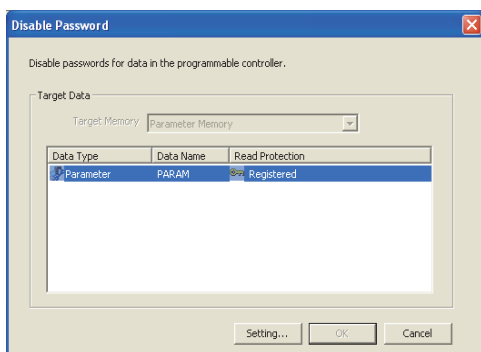 Disable Password
Disable passwords for data in the programmable controller.
Target Data
Target Memory Parameter Memory
Data Type Data Name Read Protection
Parameter PARAM Registered
Setting... OK Cancel